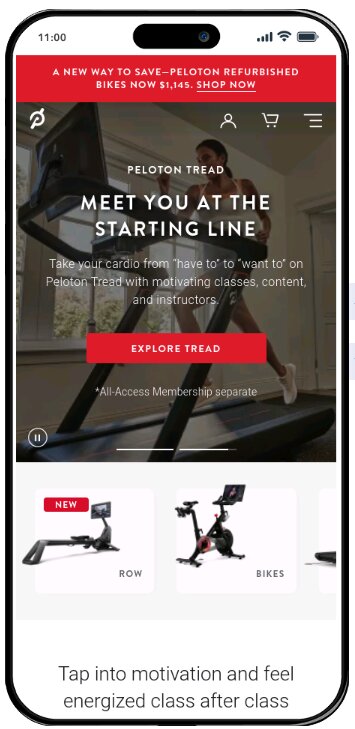 11:00
A NEW WAY TO SAVE—PELOTON REFURBISHED
BIKES NOW $1,145. SHOP NOW
PELOTON TREAD
MEET YOU AT THE
STARTING LINE
Take your cardio from “have to” to “want to” on
Peloton Tread with motivating classes, content,
and instructors.
EXPLORE TREAD
*All-Access Membership separate
NEW
ROW
BIKES
Tap into motivation and feel
energized class after class